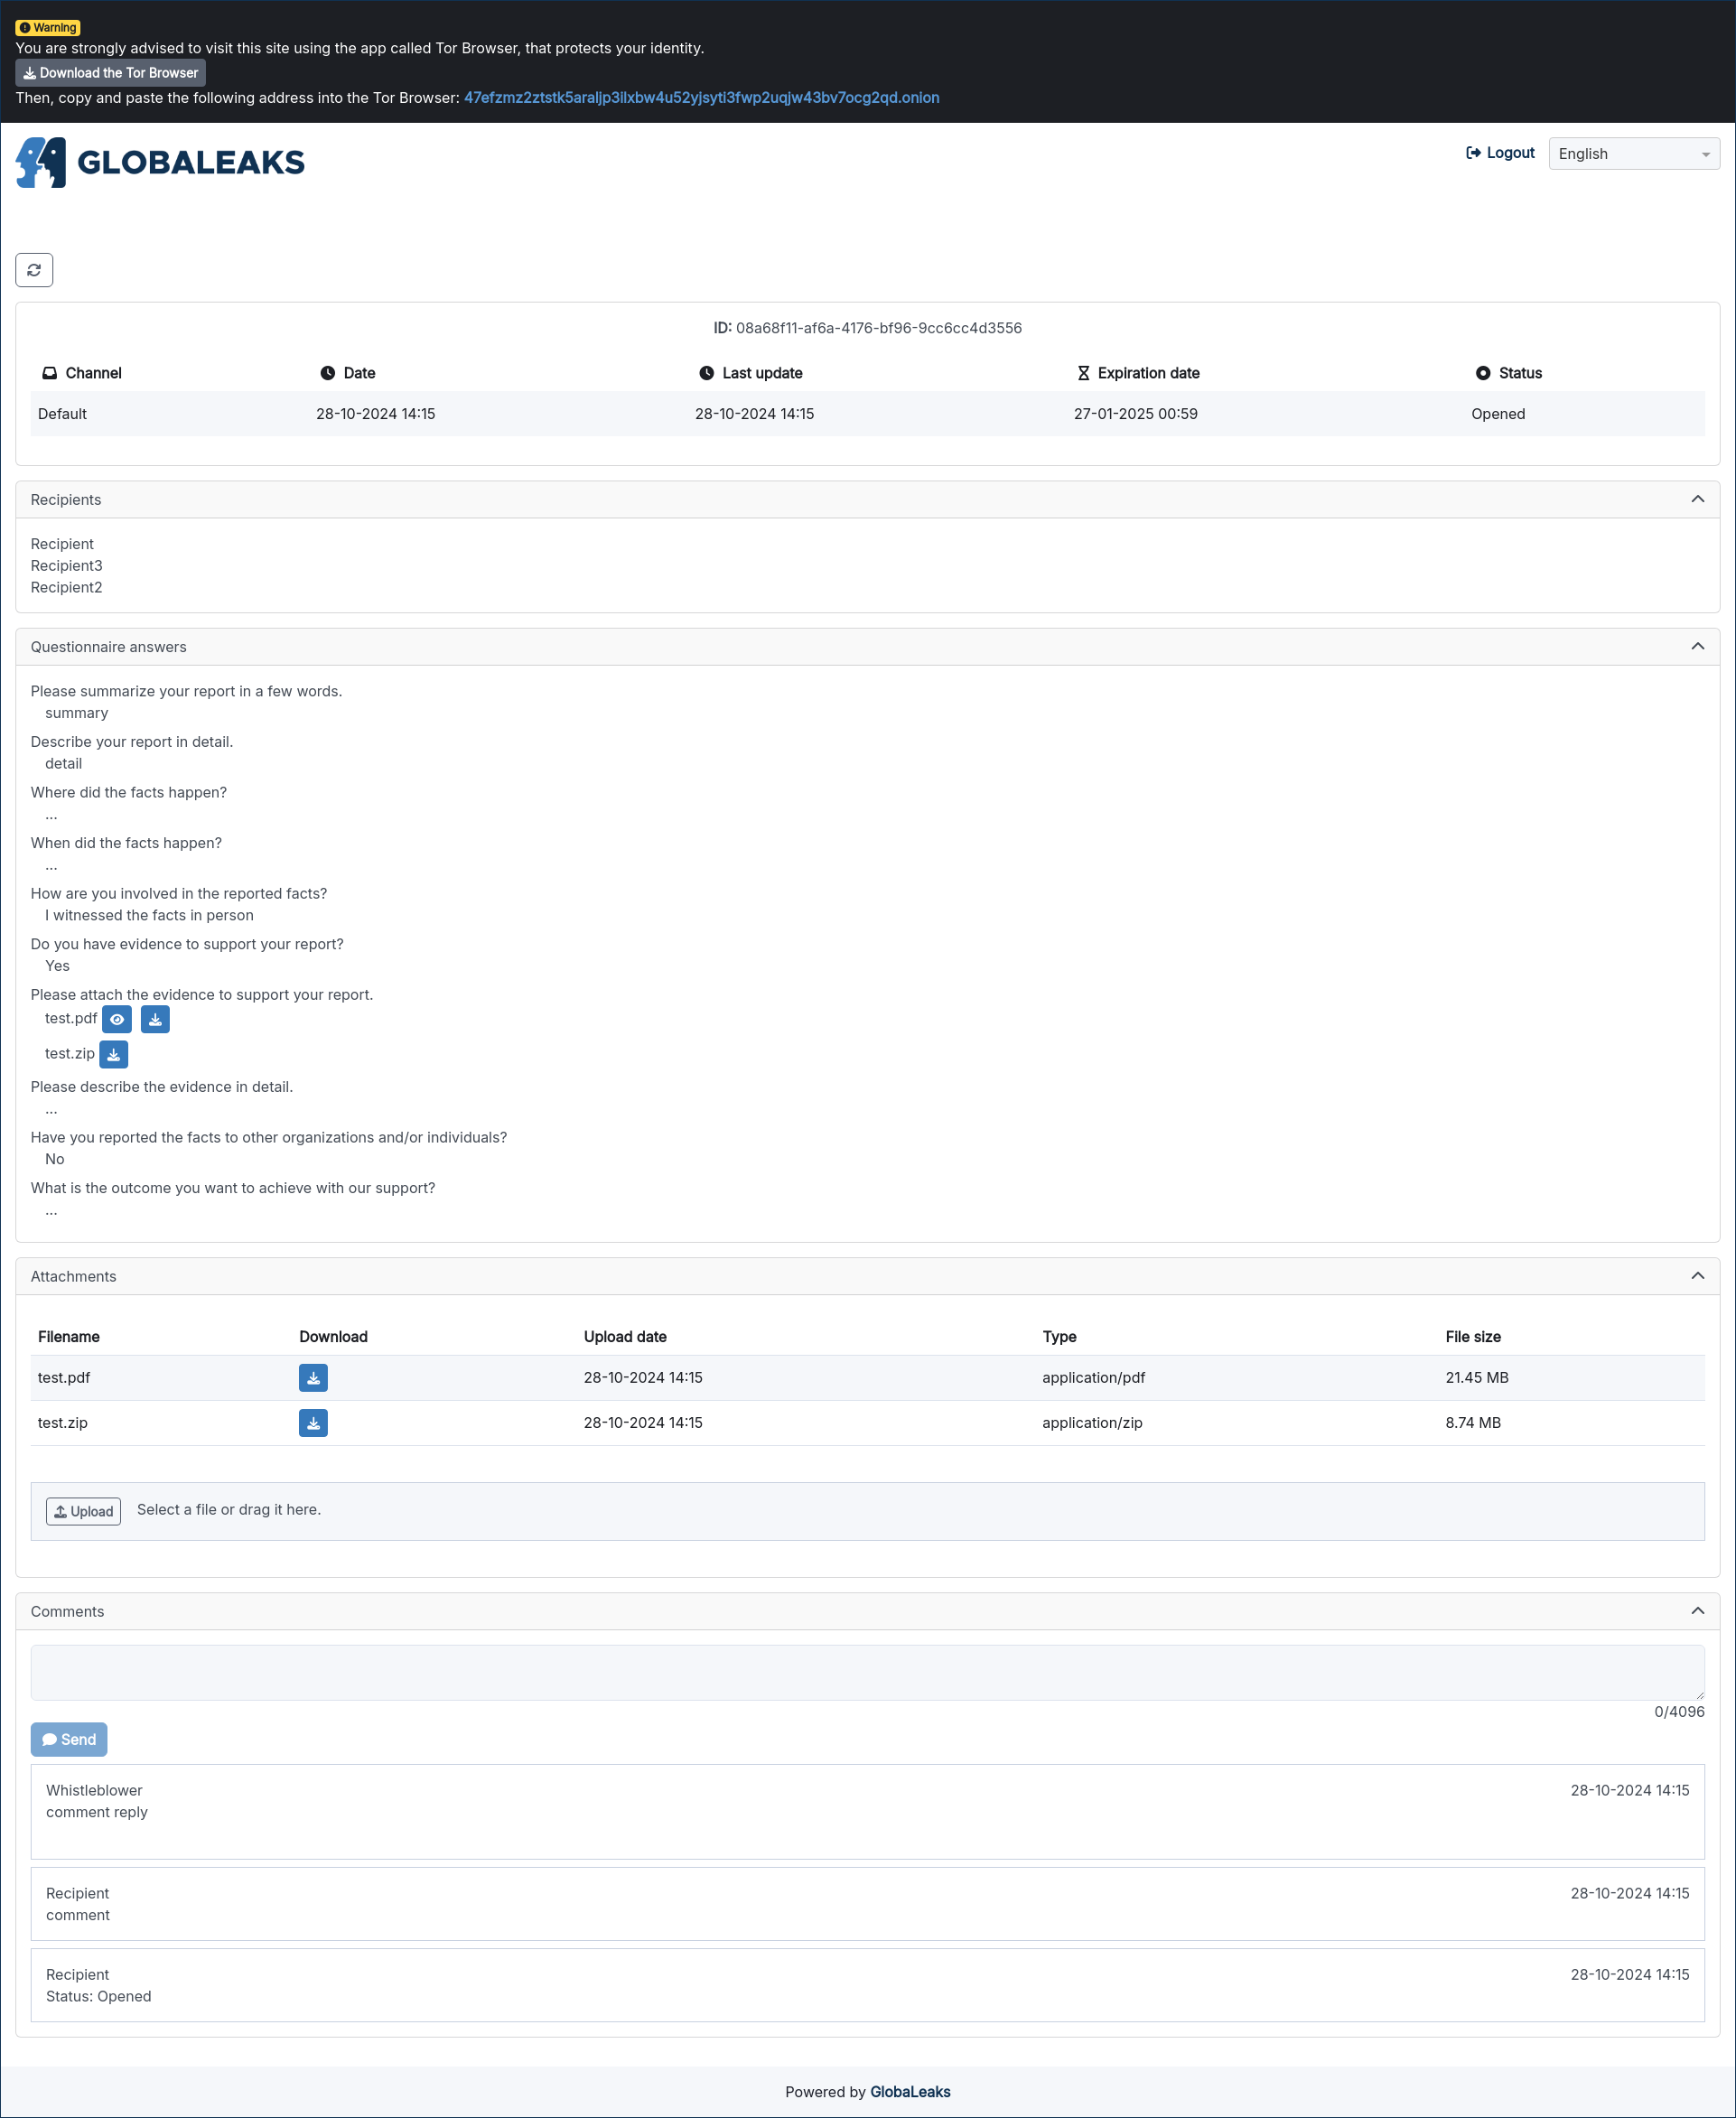 Warning
You are strongly advised to visit this site using the app called Tor Browser, that protects your identity.
Download the Tor Browser
Then, copy and paste the following address into the Tor Browser: 47efzmz2ztstk5araljp3ilxbw4u52yjsyti3fwp2uqjw43bv7ocg2qd.onion
GLOBALEAKS
Logout English
ID: 08a68f11-af6a-4176-bf96-9cc6cc4d3556
Channel Date Last update Expiration date Status
Default 28-10-2024 14:15 28-10-2024 14:15 27-01-2025 00:59 Opened
Recipients
Recipient
Recipient3
Recipient2
Questionnaire answers
Please summarize your report in a few words.
summary
Describe your report in detail.
detail
Where did the facts happen?
...
When did the facts happen?
...
How are you involved in the reported facts?
I witnessed the facts in person
Do you have evidence to support your report?
Yes
Please attach the evidence to support your report.
test.pdf
test.zip
Please describe the evidence in detail.
...
Have you reported the facts to other organizations and/or individuals?
No
What is the outcome you want to achieve with our support?
...
Attachments
Filename Download Upload date Type File size
test.pdf 28-10-2024 14:15 application/pdf 21.45 MB
test.zip 28-10-2024 14:15 application/zip 8.74 MB
Upload Select a file or drag it here.
Comments
0/4096
Send
Whistleblower 28-10-2024 14:15
comment reply
Recipient 28-10-2024 14:15
comment
Recipient 28-10-2024 14:15
Status: Opened
Powered by GlobaLeaks